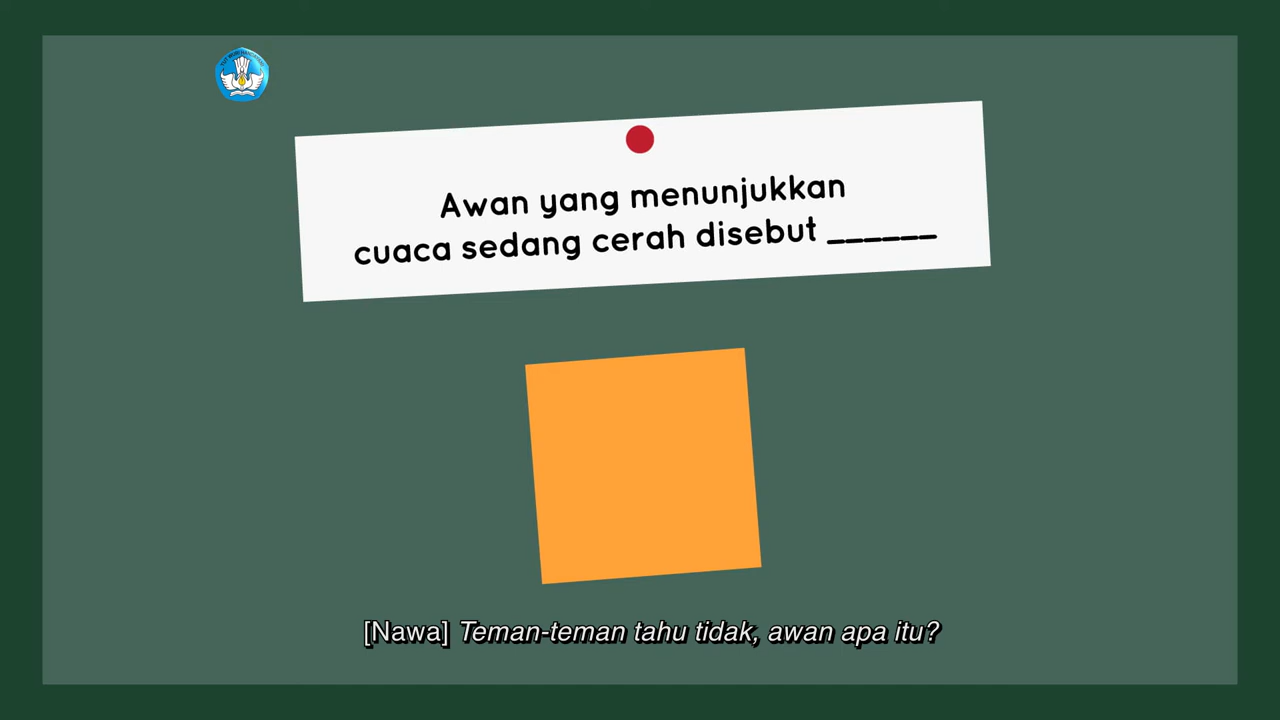 Awan yang menunjukkan
cuaca sedang cerah disebut ______
[Nawa] Teman-teman tahu tidak, awan apa itu?